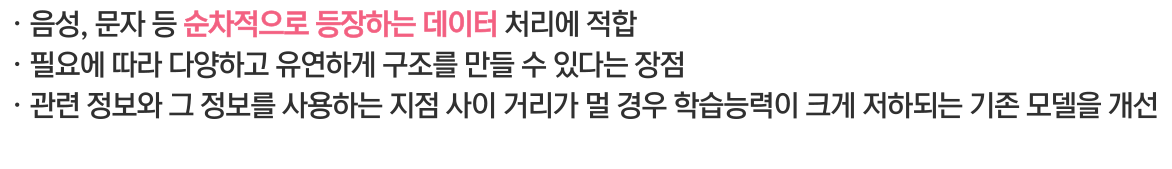 · 음성, 문자 등 순차적으로 등장하는 데이터 처리에 적합
· 필요에 따라 다양하고 유연하게 구조를 만들 수 있다는 장점
· 관련 정보와 그 정보를 사용하는 지점 사이 거리가 멀 경우 학습능력이 크게 저하되는 기존 모델을 개선